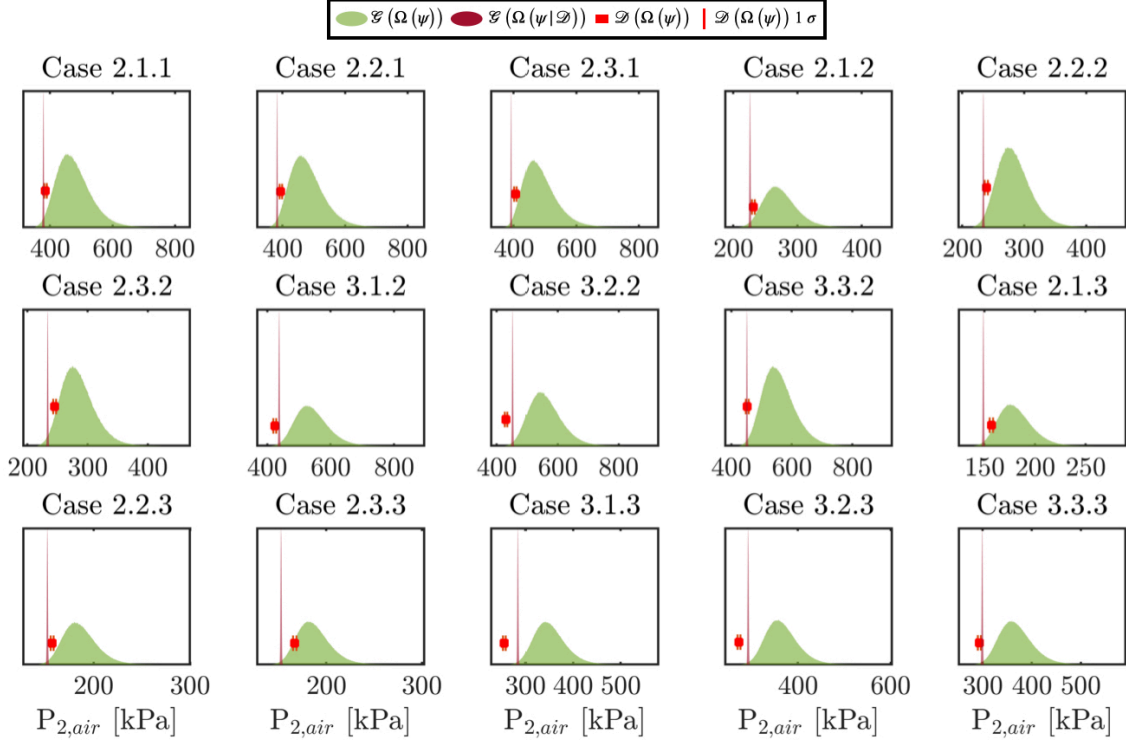 𝒢 (Ω (ψ)) 𝒢 (Ω (ψ|𝒟)) 𝒟 (Ω (ψ)) 𝒟 (Ω (ψ)) 1 σ
Case 2.1.1 Case 2.2.1 Case 2.3.1 Case 2.1.2 Case 2.2.2
400 600 800 400 600 800 400 600 800 200 300 400 200 300 400
Case 2.3.2 Case 3.1.2 Case 3.2.2 Case 3.3.2 Case 2.1.3
200 300 400 400 600 800 400 600 800 400 600 800 150 200 250
Case 2.2.3 Case 2.3.3 Case 3.1.3 Case 3.2.3 Case 3.3.3
200 300 200 300 250 400 500 400 600 300 400 500
P2,air [kPa] P2,air [kPa] P2,air [kPa] P2,air [kPa] P2,air [kPa]